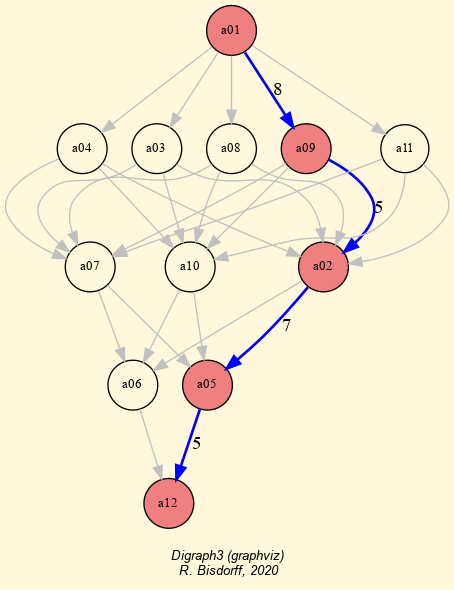 a01
8
a04 a03 a08 a09 a11
5
a07 a10 a02
7
a06 a05
5
a12
Digraph3 (graphviz)
R. Bisdorff, 2020